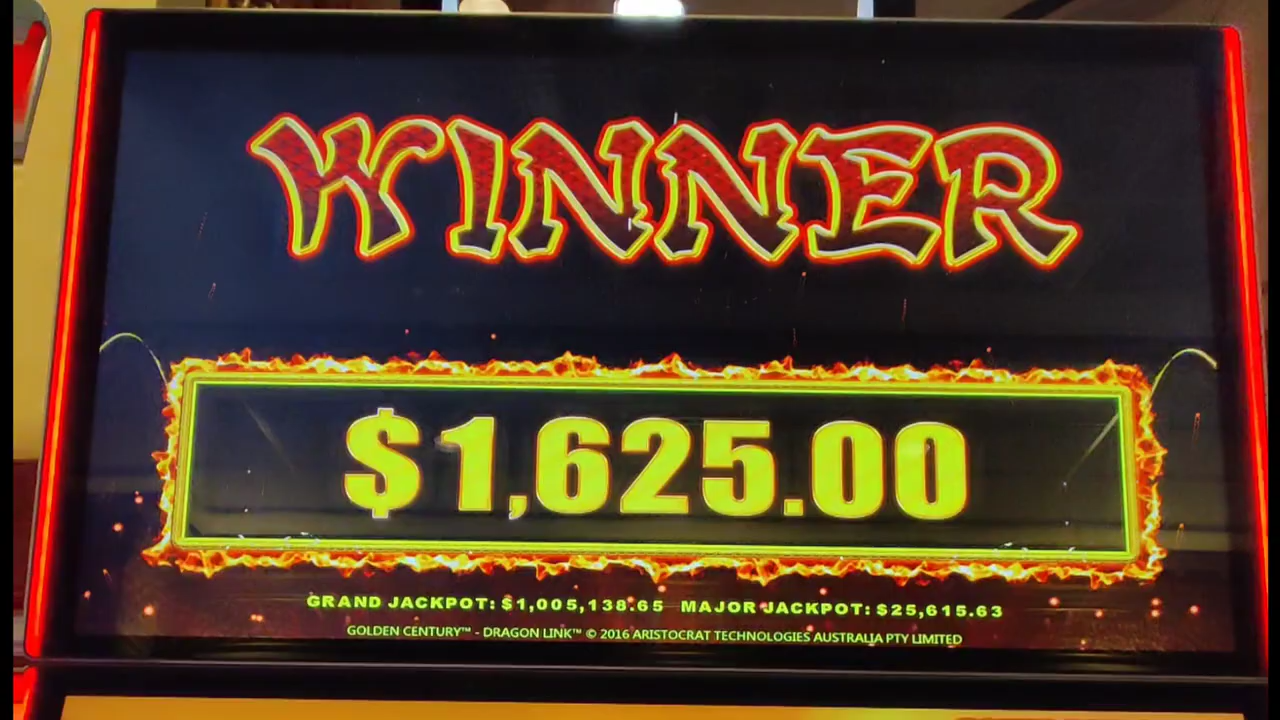 WINNER
$1,625.00
GRAND JACKPOT: $1,005,138.65 MAJOR JACKPOT: $25,615.63
GOLDEN CENTURY™ - DRAGON LINK™ © 2016 ARISTOCRAT TECHNOLOGIES AUSTRALIA PTY LIMITED